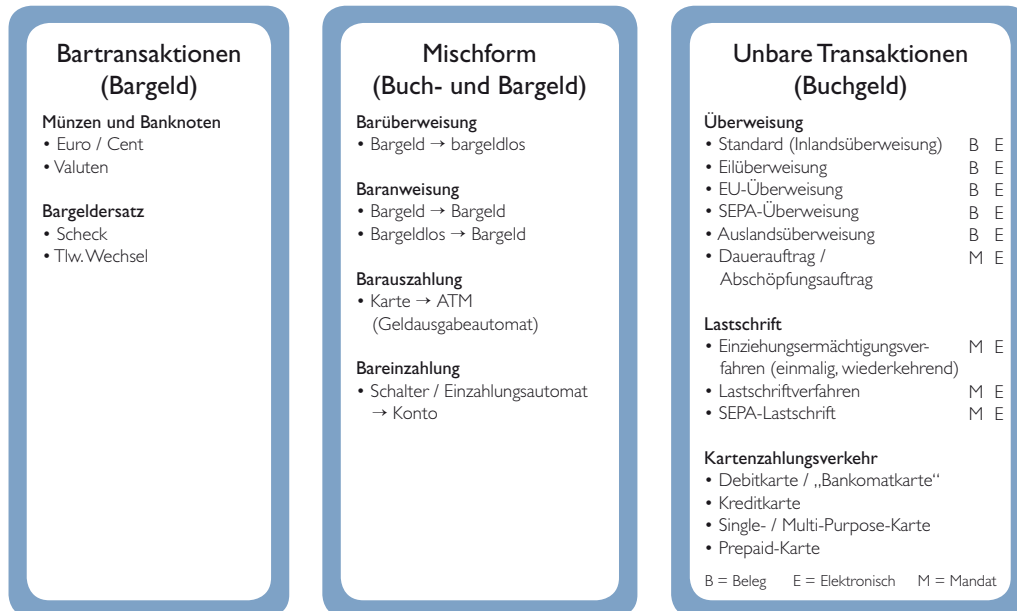 Bartransaktionen
(Bargeld)
Münzen und Banknoten
• Euro / Cent
• Valuten
Bargeldersatz
• Scheck
• Tlw. Wechsel
Mischform
(Buch- und Bargeld)
Barüberweisung
• Bargeld → bargeldlos
Baranweisung
• Bargeld → Bargeld
• Bargeldlos → Bargeld
Barauszahlung
• Karte → ATM
(Geldausgabeautomat)
Bareinzahlung
• Schalter / Einzahlungsautomat
→ Konto
Unbare Transaktionen
(Buchgeld)
Überweisung
• Standard (Inlandsüberweisung) B E
• Eilüberweisung B E
• EU-Überweisung B E
• SEPA-Überweisung B E
• Auslandsüberweisung B E
• Dauerauftrag / M E
Abschöpfungsauftrag
Lastschrift
• Einziehungsermächtigungsver- M E
fahren (einmalig, wiederkehrend)
• Lastschriftverfahren M E
• SEPA-Lastschrift M E
Kartenzahlungsverkehr
• Debitkarte / „Bankomatkarte“
• Kreditkarte
• Single- / Multi-Purpose-Karte
• Prepaid-Karte
B = Beleg E = Elektronisch M = Mandat